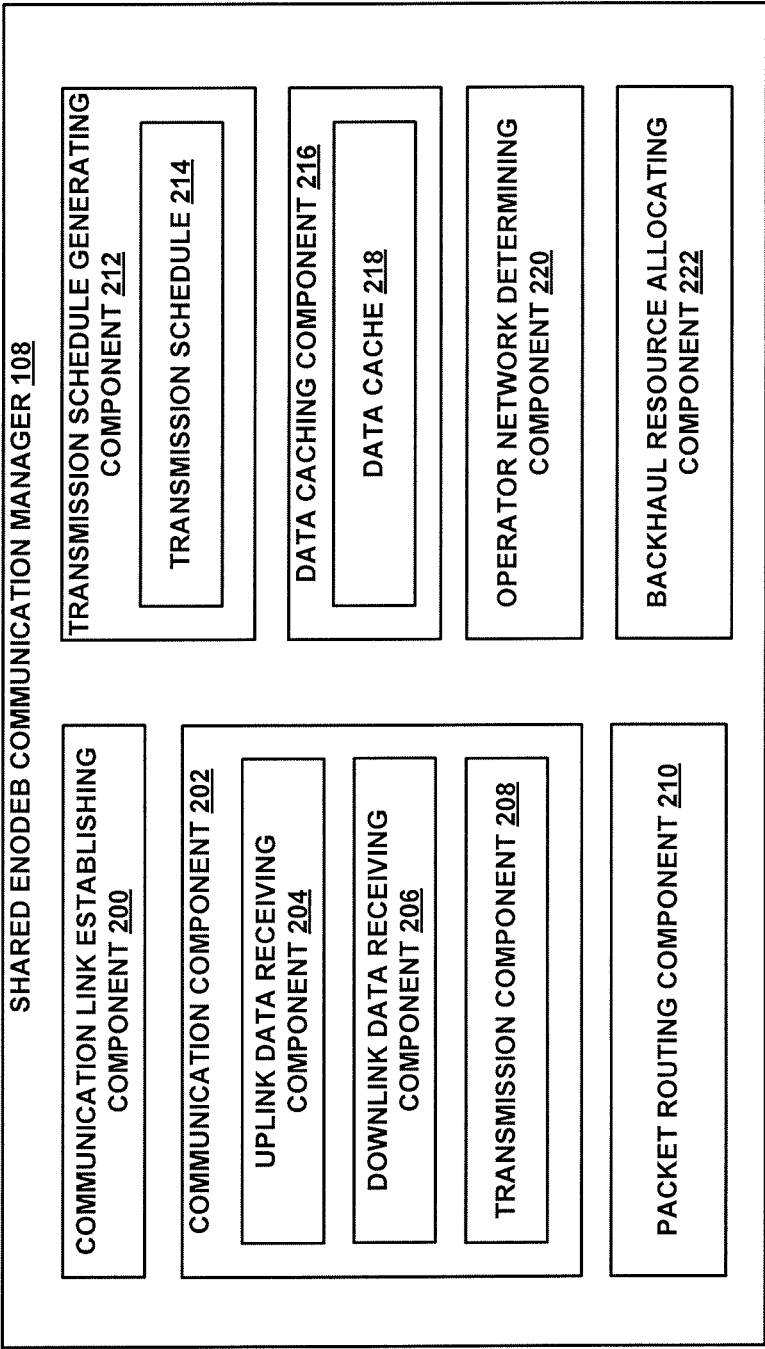 SHARED ENODEB COMMUNICATION MANAGER 108
COMMUNICATION LINK ESTABLISHING
COMPONENT 200
COMMUNICATION COMPONENT 202
UPLINK DATA RECEIVING
COMPONENT 204
DOWNLINK DATA RECEIVING
COMPONENT 206
TRANSMISSION COMPONENT 208
PACKET ROUTING COMPONENT 210
TRANSMISSION SCHEDULE GENERATING
COMPONENT 212
TRANSMISSION SCHEDULE 214
DATA CACHING COMPONENT 216
DATA CACHE 218
OPERATOR NETWORK DETERMINING
COMPONENT 220
BACKHAUL RESOURCE ALLOCATING
COMPONENT 222